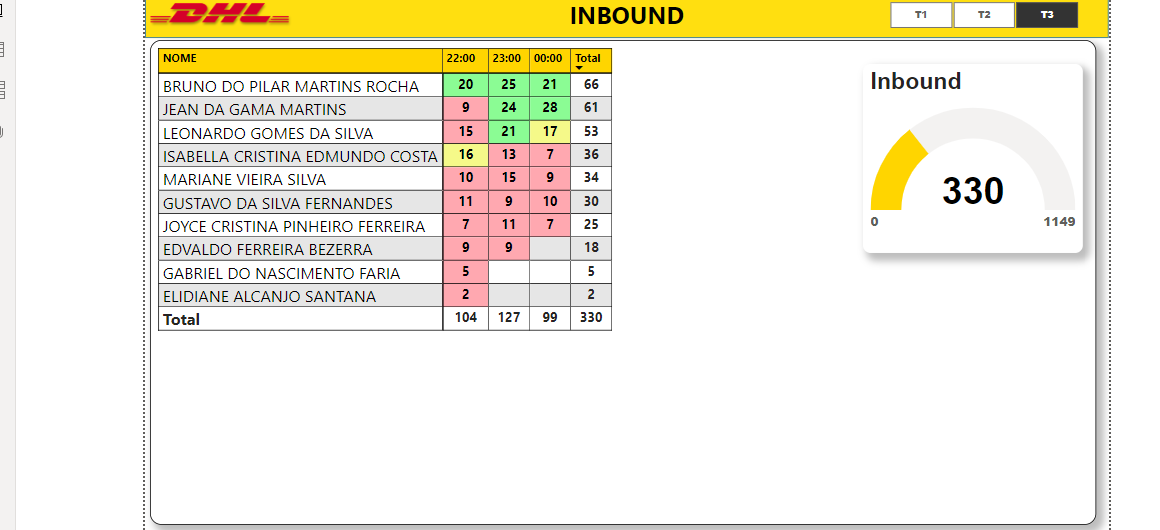 DHL
INBOUND
T1 T2 T3
NOME 22:00 23:00 00:00 Total
BRUNO DO PILAR MARTINS ROCHA 20 25 21 66
JEAN DA GAMA MARTINS 9 24 28 61
LEONARDO GOMES DA SILVA 15 21 17 53
ISABELLA CRISTINA EDMUNDO COSTA 16 13 7 36
MARIANE VIEIRA SILVA 10 15 9 34
GUSTAVO DA SILVA FERNANDES 11 9 10 30
JOYCE CRISTINA PINHEIRO FERREIRA 7 11 7 25
EDVALDO FERREIRA BEZERRA 9 9 18
GABRIEL DO NASCIMENTO FARIA 5 5
ELIDIANE ALCANJO SANTANA 2 2
Total 104 127 99 330
Inbound
330
0 1149